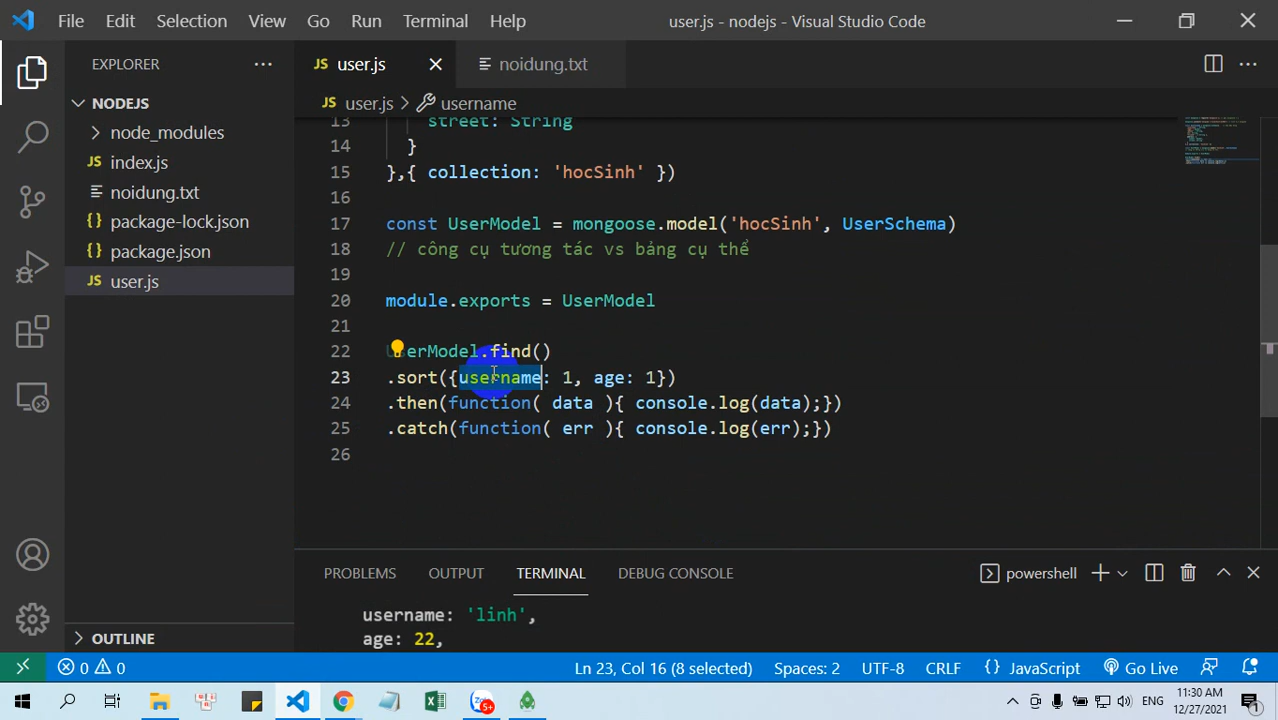 File Edit Selection View Go Run Terminal Help user.js - nodejs - Visual Studio Code
EXPLORER ···
user.js
noidung.txt
NODEJS
user.js > username
node_modules
index.js
noidung.txt
package-lock.json
package.json
user.js
13 street: String
14 }
15 },{ collection: 'hocSinh' })
16
17 const UserModel = mongoose.model('hocSinh', UserSchema)
18 // công cụ tương tác vs bảng cụ thể
19
20 module.exports = UserModel
21
22 UserModel.find()
23 .sort({username: 1, age: 1})
24 .then(function( data ){ console.log(data);})
25 .catch(function( err ){ console.log(err);})
26
PROBLEMS OUTPUT TERMINAL DEBUG CONSOLE powershell
username: 'linh',
age: 22,
OUTLINE
0 0 Ln 23, Col 16 (8 selected) Spaces: 2 UTF-8 CRLF JavaScript Go Live
Zalo 5+
ENG
11:30 AM
12/27/2021
1